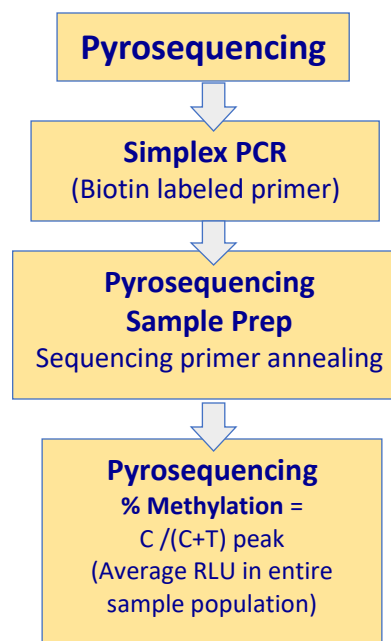 Pyrosequencing
Simplex PCR
(Biotin labeled primer)
Pyrosequencing
Sample Prep
Sequencing primer annealing
Pyrosequencing
% Methylation =
C /(C+T) peak
(Average RLU in entire
sample population)